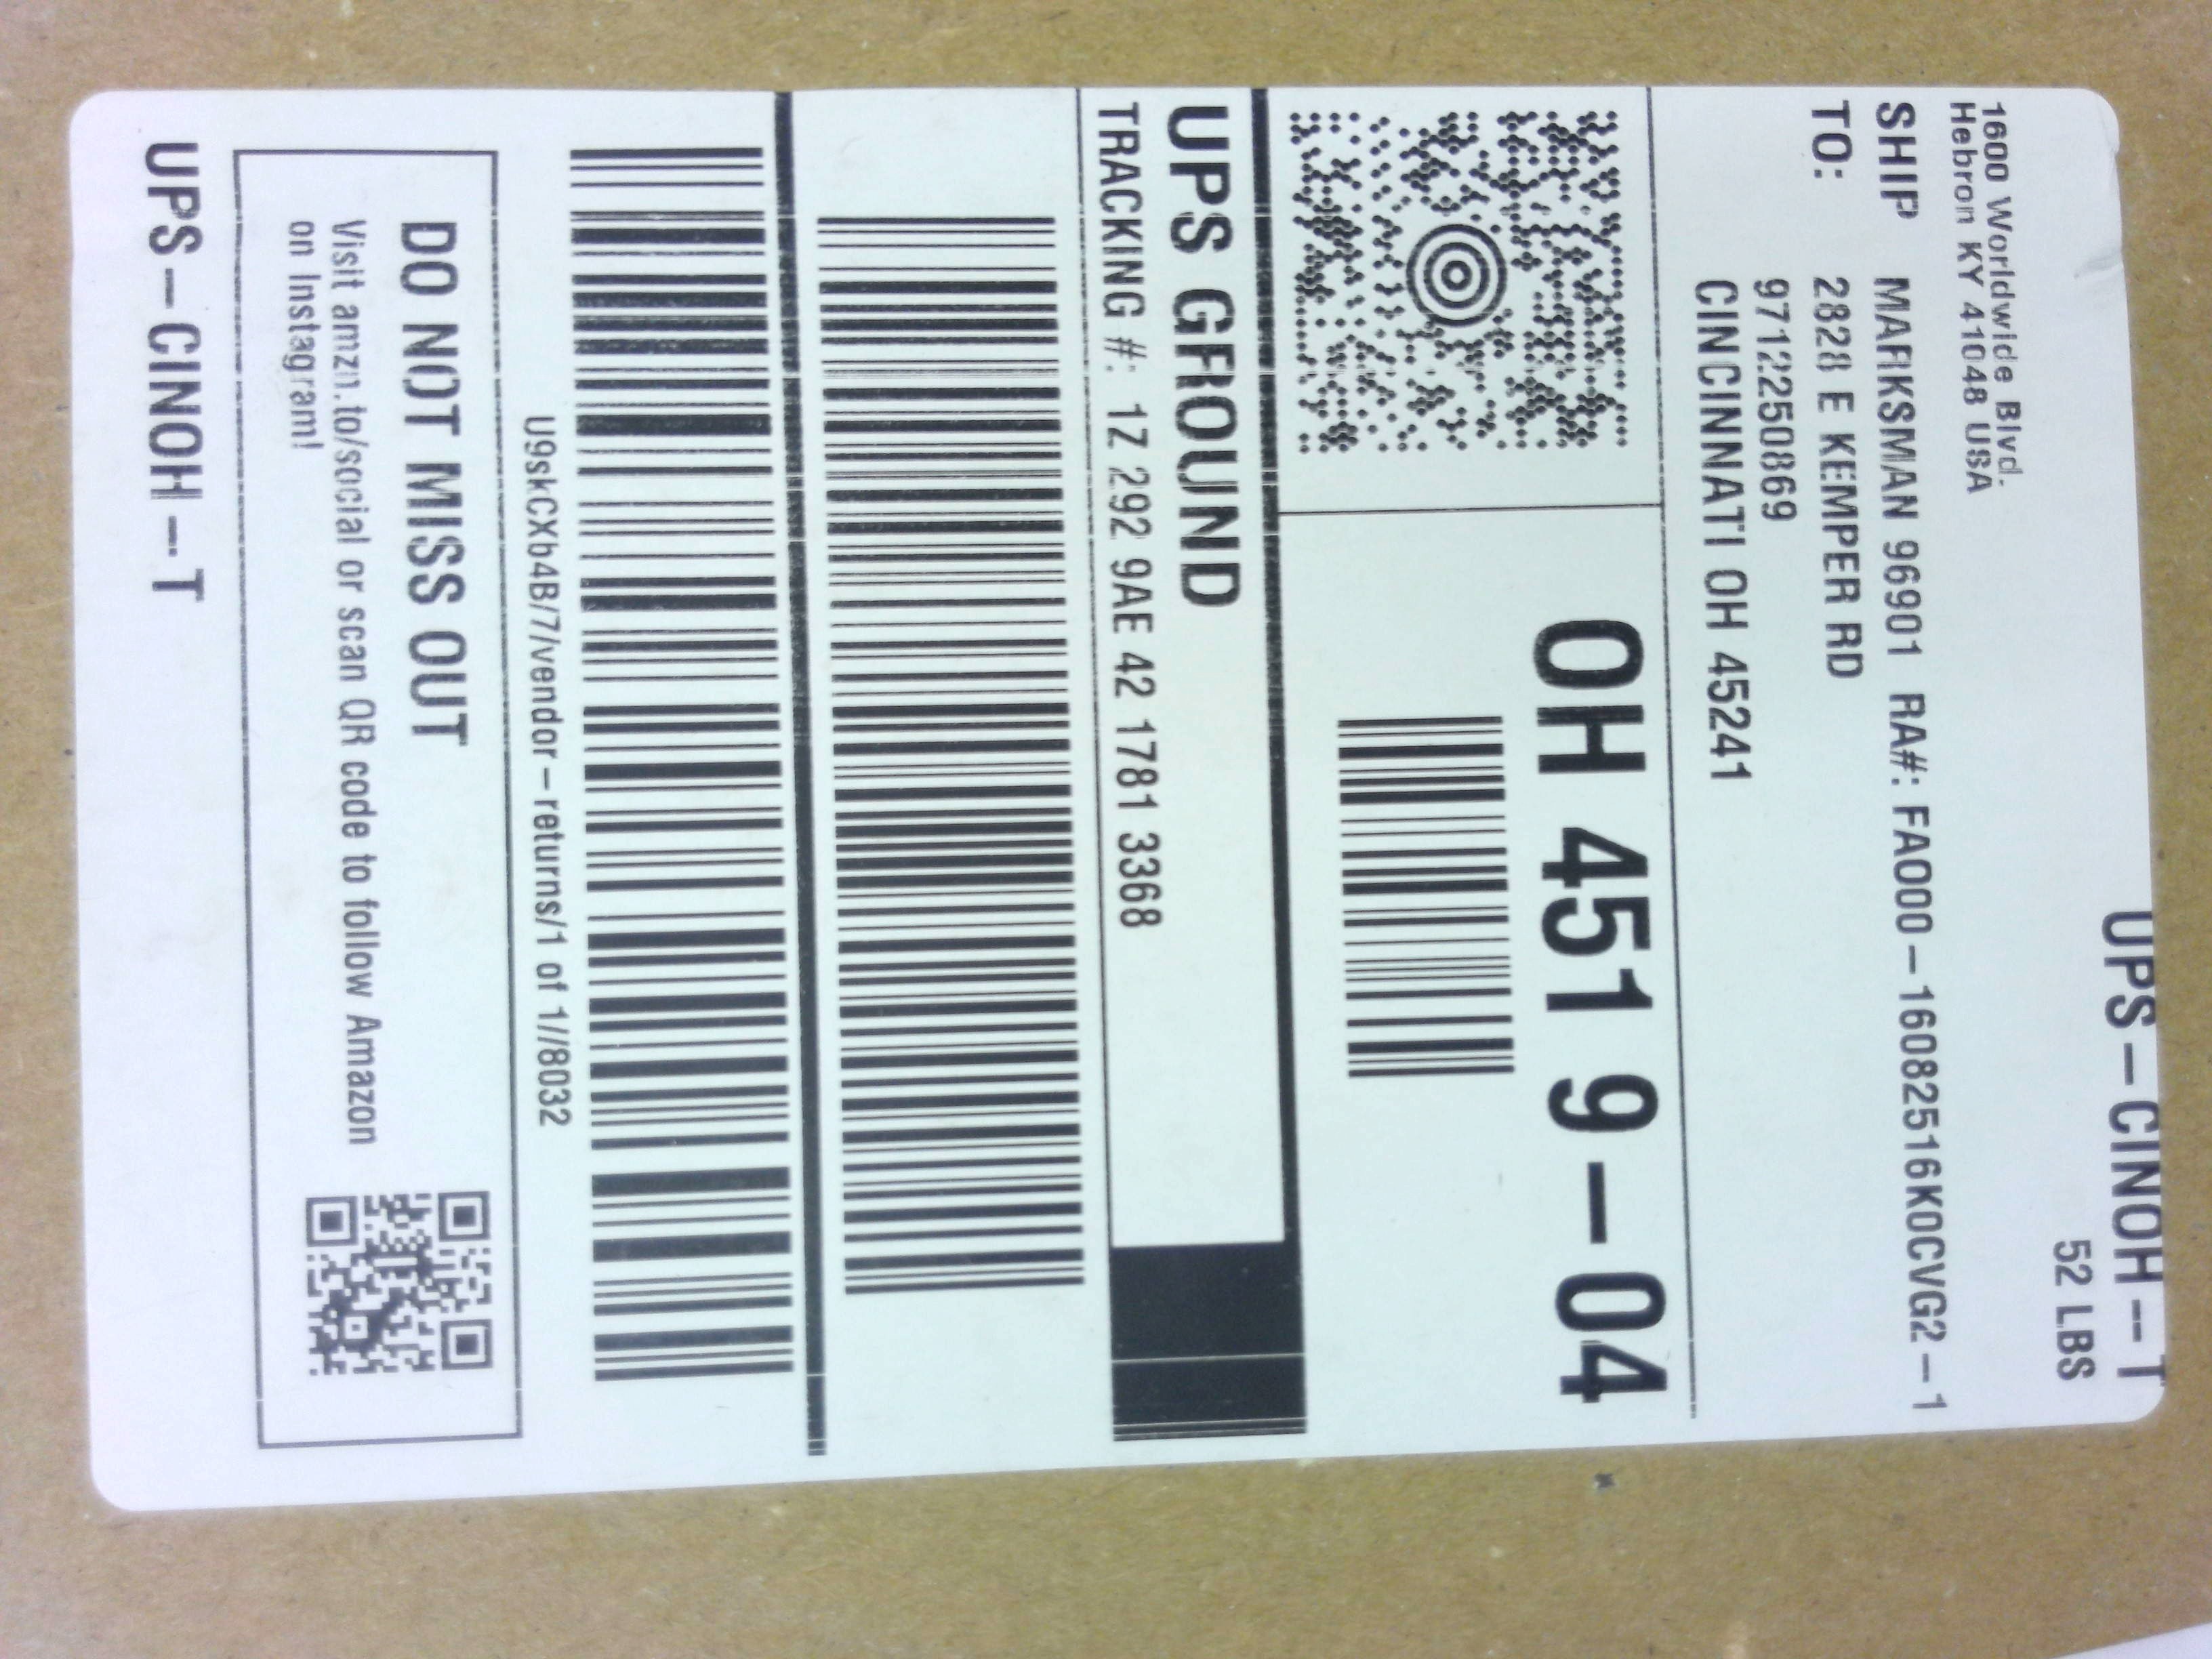 UPS-CINOH--T
52 LBS
1600 Worldwide Blvd.
Hebron KY 41048 USA
SHIP MARKSMAN 96901 RA#: FA000-16082516K0CVG2-1
TO: 2828 E KEMPER RD
9712250869
CINCINNATI OH 45241
OH 451 9-04
UPS GROUND
TRACKING #: 1Z 292 9AE 42 1781 3368
U9skCXb4B/7/vendor-returns/1 of 1//8032
DO NOT MISS OUT
Visit amzn.to/social or scan QR code to follow Amazon
on Instagram!
UPS-CINOH--T